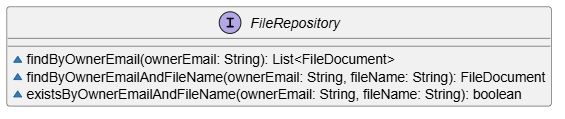 I FileRepository
findByOwnerEmail(ownerEmail: String): List<FileDocument>
findByOwnerEmailAndFileName(ownerEmail: String, fileName: String): FileDocument
existsByOwnerEmailAndFileName(ownerEmail: String, fileName: String): boolean